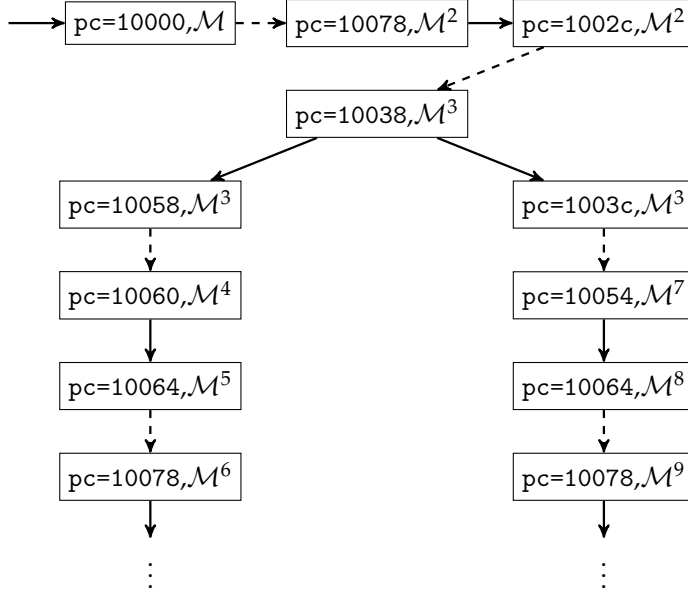 pc=10000,ℳ pc=10078,ℳ² pc=1002c,ℳ²
pc=10038,ℳ³
pc=10058,ℳ³ pc=1003c,ℳ³
pc=10060,ℳ⁴ pc=10054,ℳ⁷
pc=10064,ℳ⁵ pc=10064,ℳ⁸
pc=10078,ℳ⁶ pc=10078,ℳ⁹
⋮ ⋮